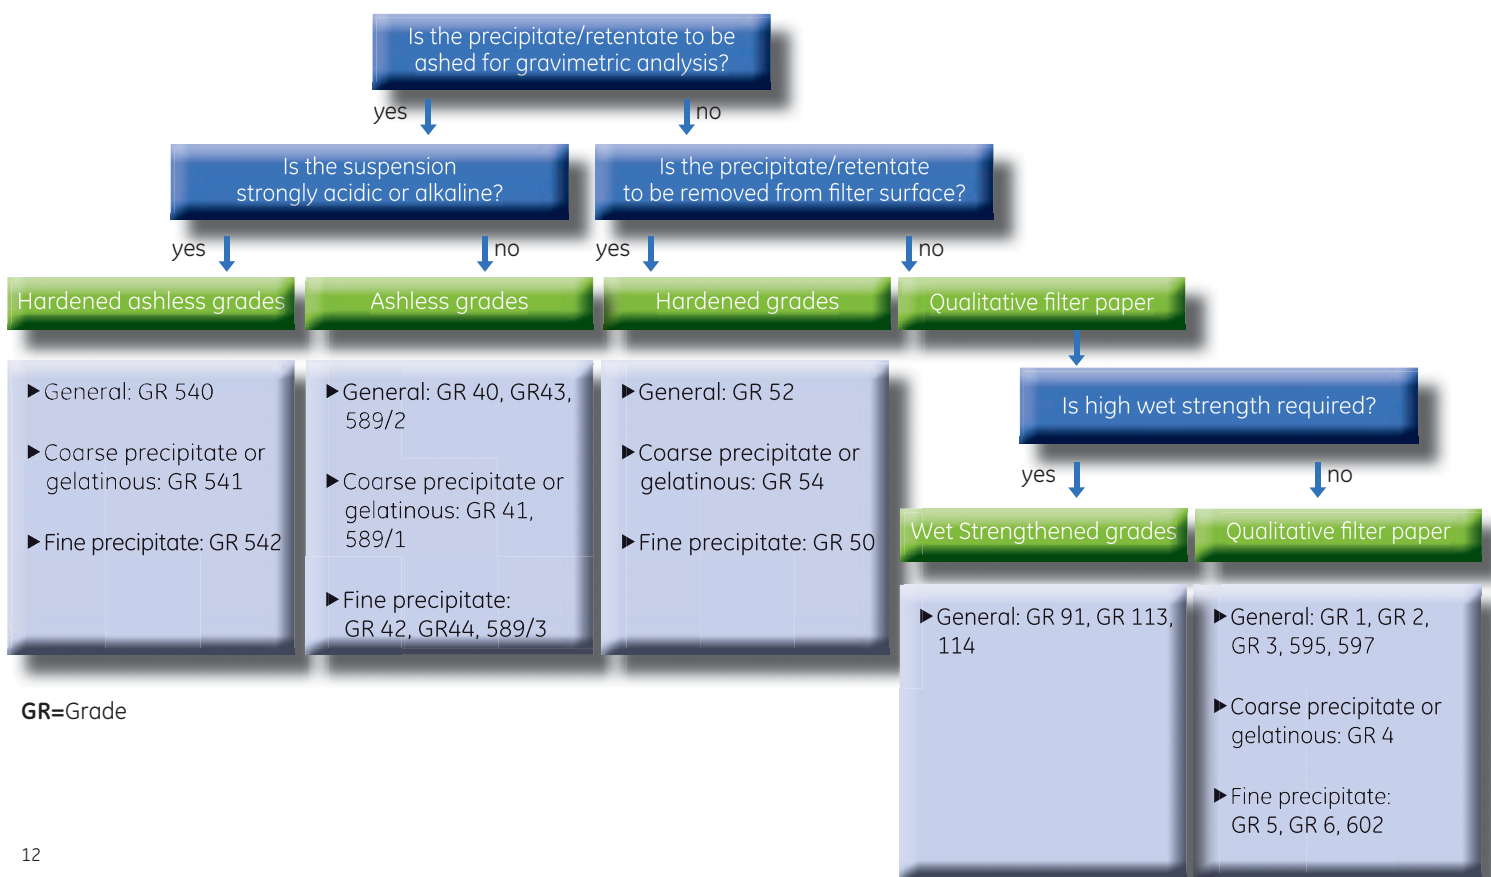 Is the precipitate/retentate to be
ashed for gravimetric analysis?
yes
no
Is the suspension
strongly acidic or alkaline?
Is the precipitate/retentate
to be removed from filter surface?
yes
no
yes
no
Hardened ashless grades
Ashless grades
Hardened grades
Qualitative filter paper
General: GR 540
Coarse precipitate or
gelatinous: GR 541
Fine precipitate: GR 542
General: GR 40, GR43,
589/2
Coarse precipitate or
gelatinous: GR 41,
589/1
Fine precipitate:
GR 42, GR44, 589/3
General: GR 52
Coarse precipitate or
gelatinous: GR 54
Fine precipitate: GR 50
Is high wet strength required?
yes
no
Wet Strengthened grades
Qualitative filter paper
General: GR 91, GR 113,
114
General: GR 1, GR 2,
GR 3, 595, 597
Coarse precipitate or
gelatinous: GR 4
Fine precipitate:
GR 5, GR 6, 602
GR=Grade
12